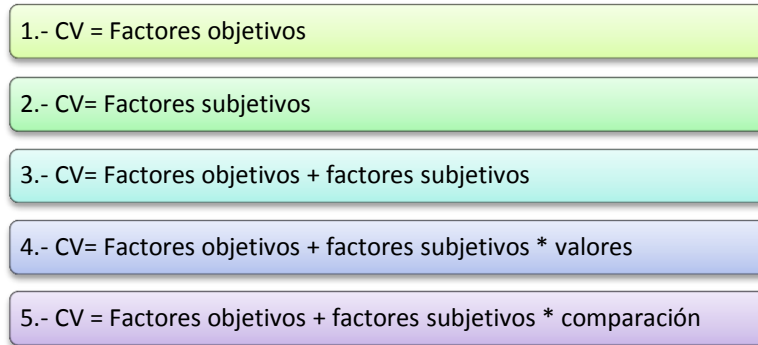 1.- CV = Factores objetivos
2.- CV= Factores subjetivos
3.- CV= Factores objetivos + factores subjetivos
4.- CV= Factores objetivos + factores subjetivos * valores
5.- CV = Factores objetivos + factores subjetivos * comparación